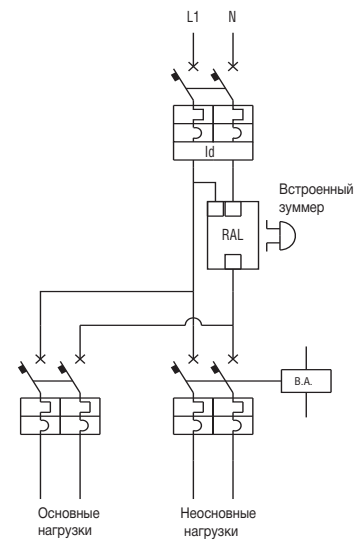 L1 N
Id
Встроенный
зуммер
RAL
B.A.
Основные
нагрузки
Неосновные
нагрузки